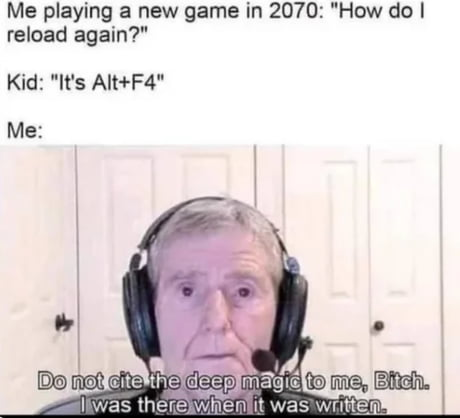 Me playing a new game in 2070: "How do I
reload again?"
Kid: "It's Alt+F4"
Me:
Do not cite the deep magic to me, Bitch.
I was there when it was written.